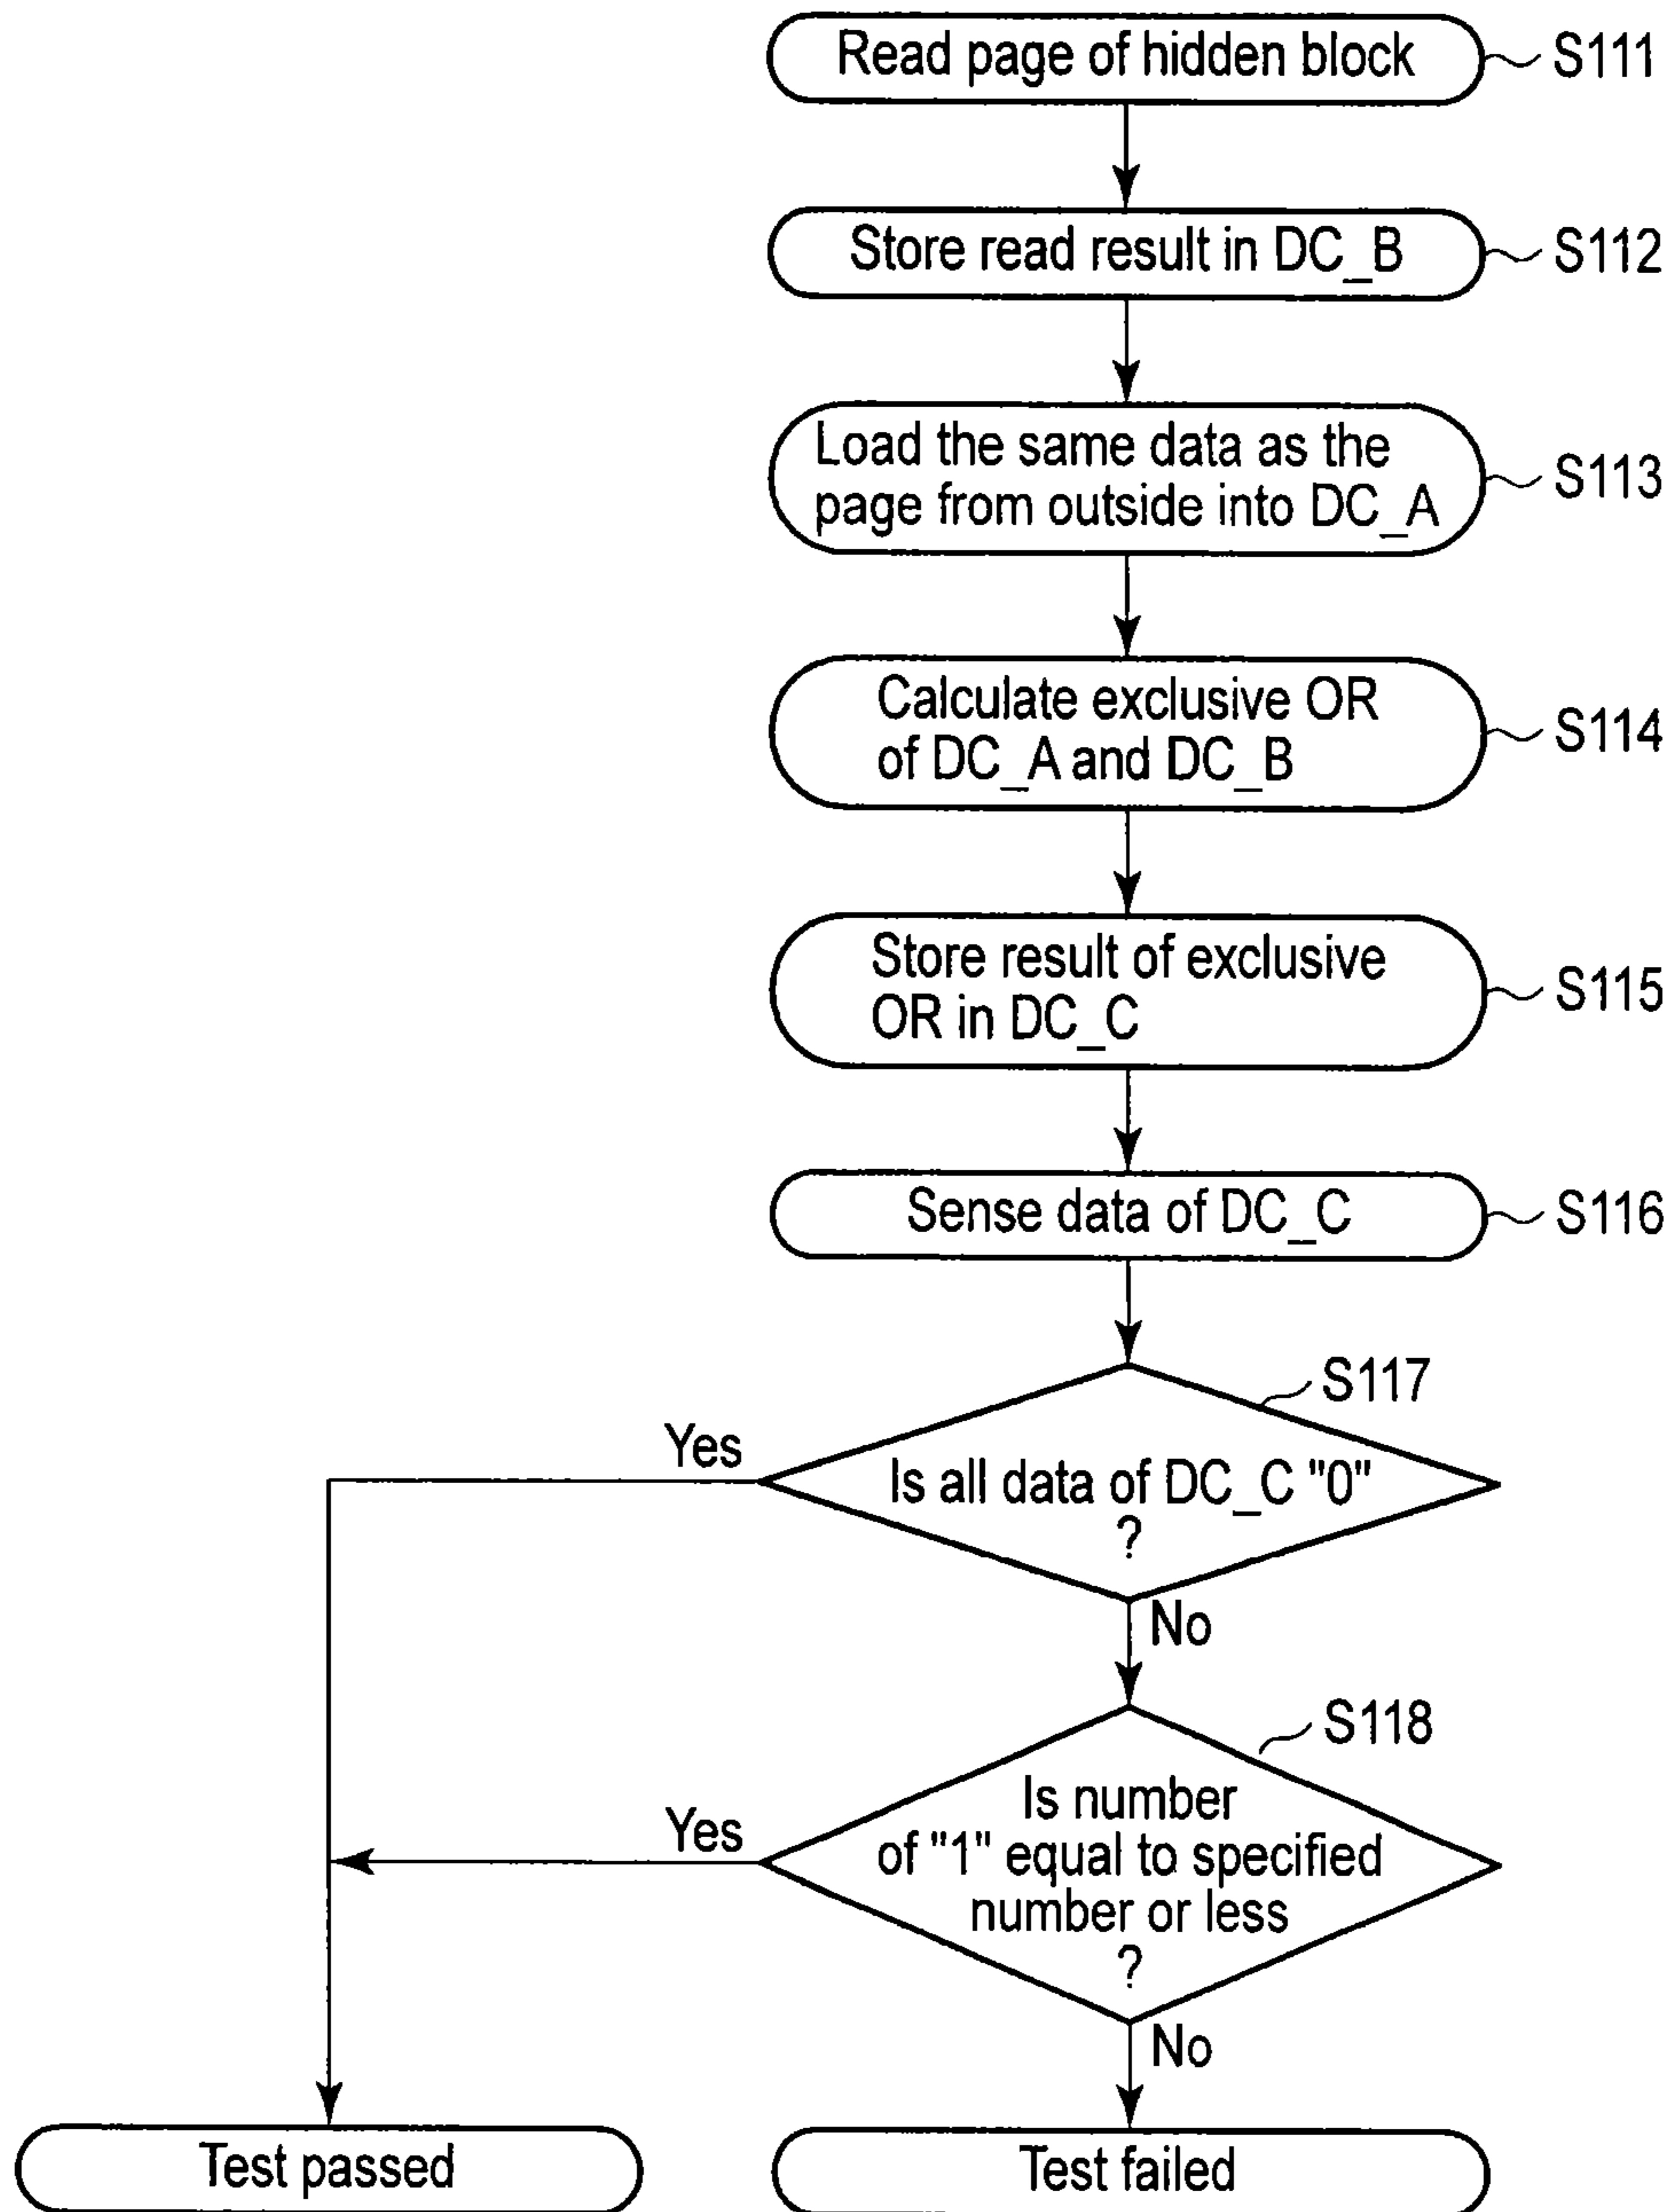 Read page of hidden block
S111
Store read result in DC_B
S112
Load the same data as the
page from outside into DC_A
S113
Calculate exclusive OR
of DC_A and DC_B
S114
Store result of exclusive
OR in DC_C
S115
Sense data of DC_C
S116
S117
Yes
Is all data of DC_C "0"
?
No
S118
Yes
Is number
of "1" equal to specified
number or less
?
No
Test passed
Test failed